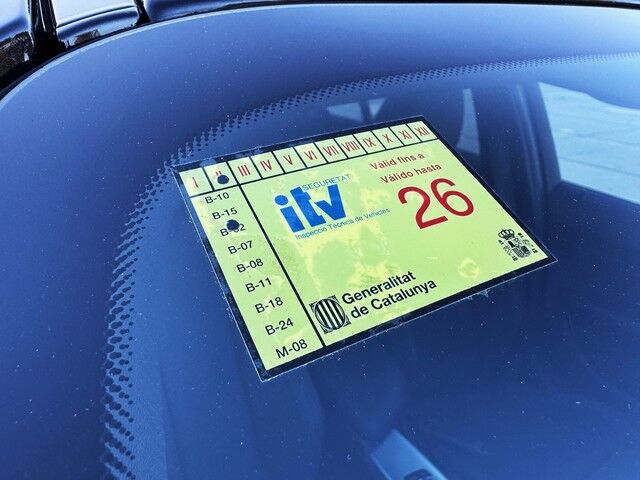 I III IV V VI VII VIII IX X XI XII
B-10
B-15
B-07
B-08
B-11
B-18
B-24
M-08
SEGURETAT
itv
Inspecció Tècnica de Vehicles
Vàlid fins a
Válido hasta
26
Generalitat
de Catalunya